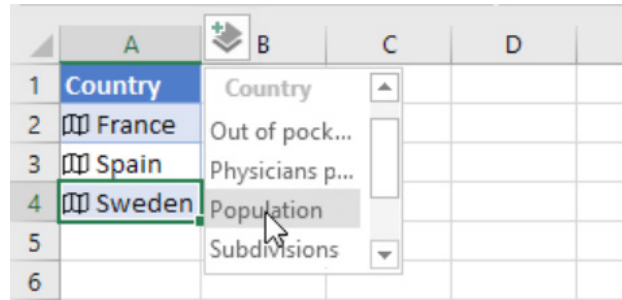 A B C D
1 Country Country
2 France Out of pock...
3 Spain Physicians p...
4 Sweden Population
5 Subdivisions
6